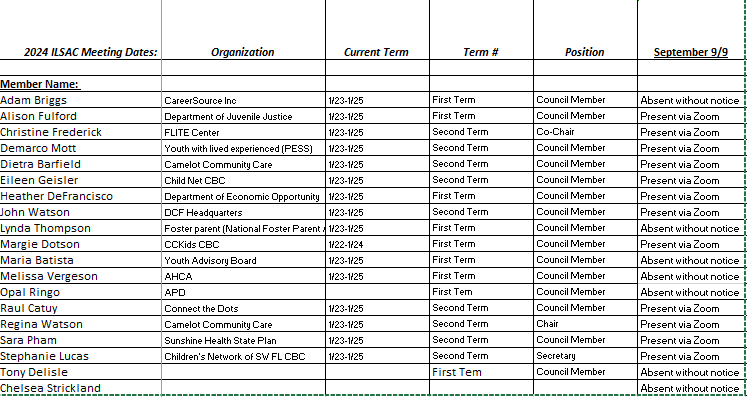 2024 ILSAC Meeting Dates: Organization Current Term Term # Position September 9/9
Member Name:
Adam Briggs CareerSource Inc 1/23-1/25 First Term Council Member Absent without notice
Alison Fulford Department of Juvenile Justice 1/23-1/25 First Term Council Member Present via Zoom
Christine Frederick FLITE Center 1/23-1/25 Second Term Co-Chair Present via Zoom
Demarco Mott Youth with lived experienced (PESS) 1/23-1/25 Second Term Council Member Present via Zoom
Dietra Barfield Camelot Community Care 1/23-1/25 Second Term Council Member Present via Zoom
Eileen Geisler Child Net CBC 1/23-1/25 Second Term Council Member Present via Zoom
Heather DeFrancisco Department of Economic Opportunity 1/23-1/25 First Term Council Member Present via Zoom
John Watson DCF Headquarters 1/23-1/25 Second Term Council Member Present via Zoom
Lynda Thompson Foster parent (National Foster Parent A 1/23-1/25 First Term Council Member Absent without notice
Margie Dotson CCKids CBC 1/22-1/24 First Term Council Member Present via Zoom
Maria Batista Youth Advisory Board 1/23-1/25 First Term Council Member Absent without notice
Melissa Vergeson AHCA 1/23-1/25 First Term Council Member Absent without notice
Opal Ringo APD First Tem Council Member Absent without notice
Raul Catuy Connect the Dots 1/23-1/25 Second Term Council Member Present via Zoom
Regina Watson Camelot Community Care 1/23-1/25 Second Term Chair Present via Zoom
Sara Pham Sunshine Health State Plan 1/23-1/25 Second Term Council Member Present via Zoom
Stephanie Lucas Children's Network of SW FL CBC 1/23-1/25 Second Term Secretary Present via Zoom
Tony Delisle First Tem Council Member Absent without notice
Chelsea Strickland Absent without notice